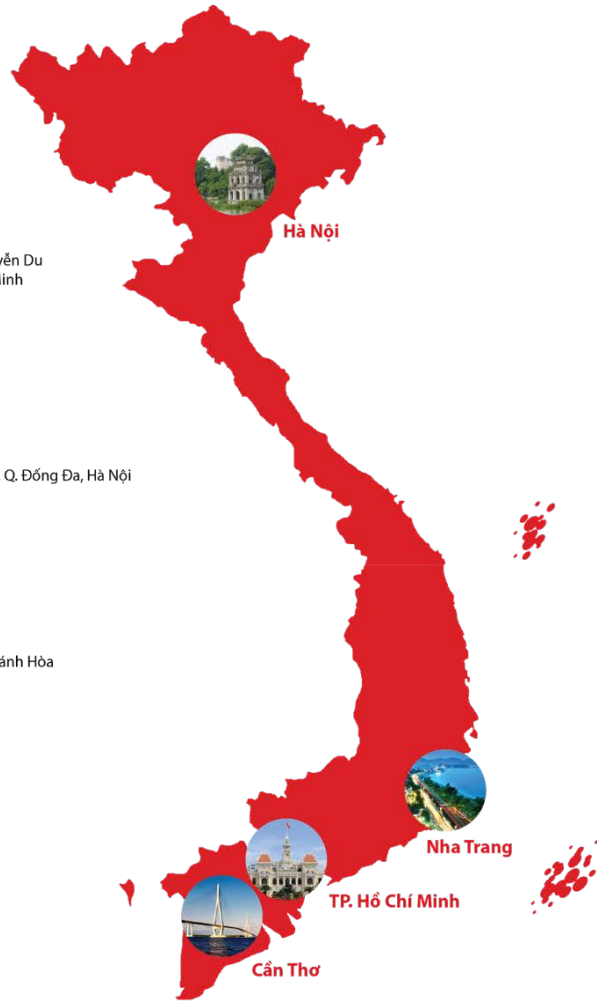 Hà Nội
Du
Q. Đống Đa, Hà Nội
Hòa
Nha Trang
TP. Hồ Chí Minh
Cần Thơ